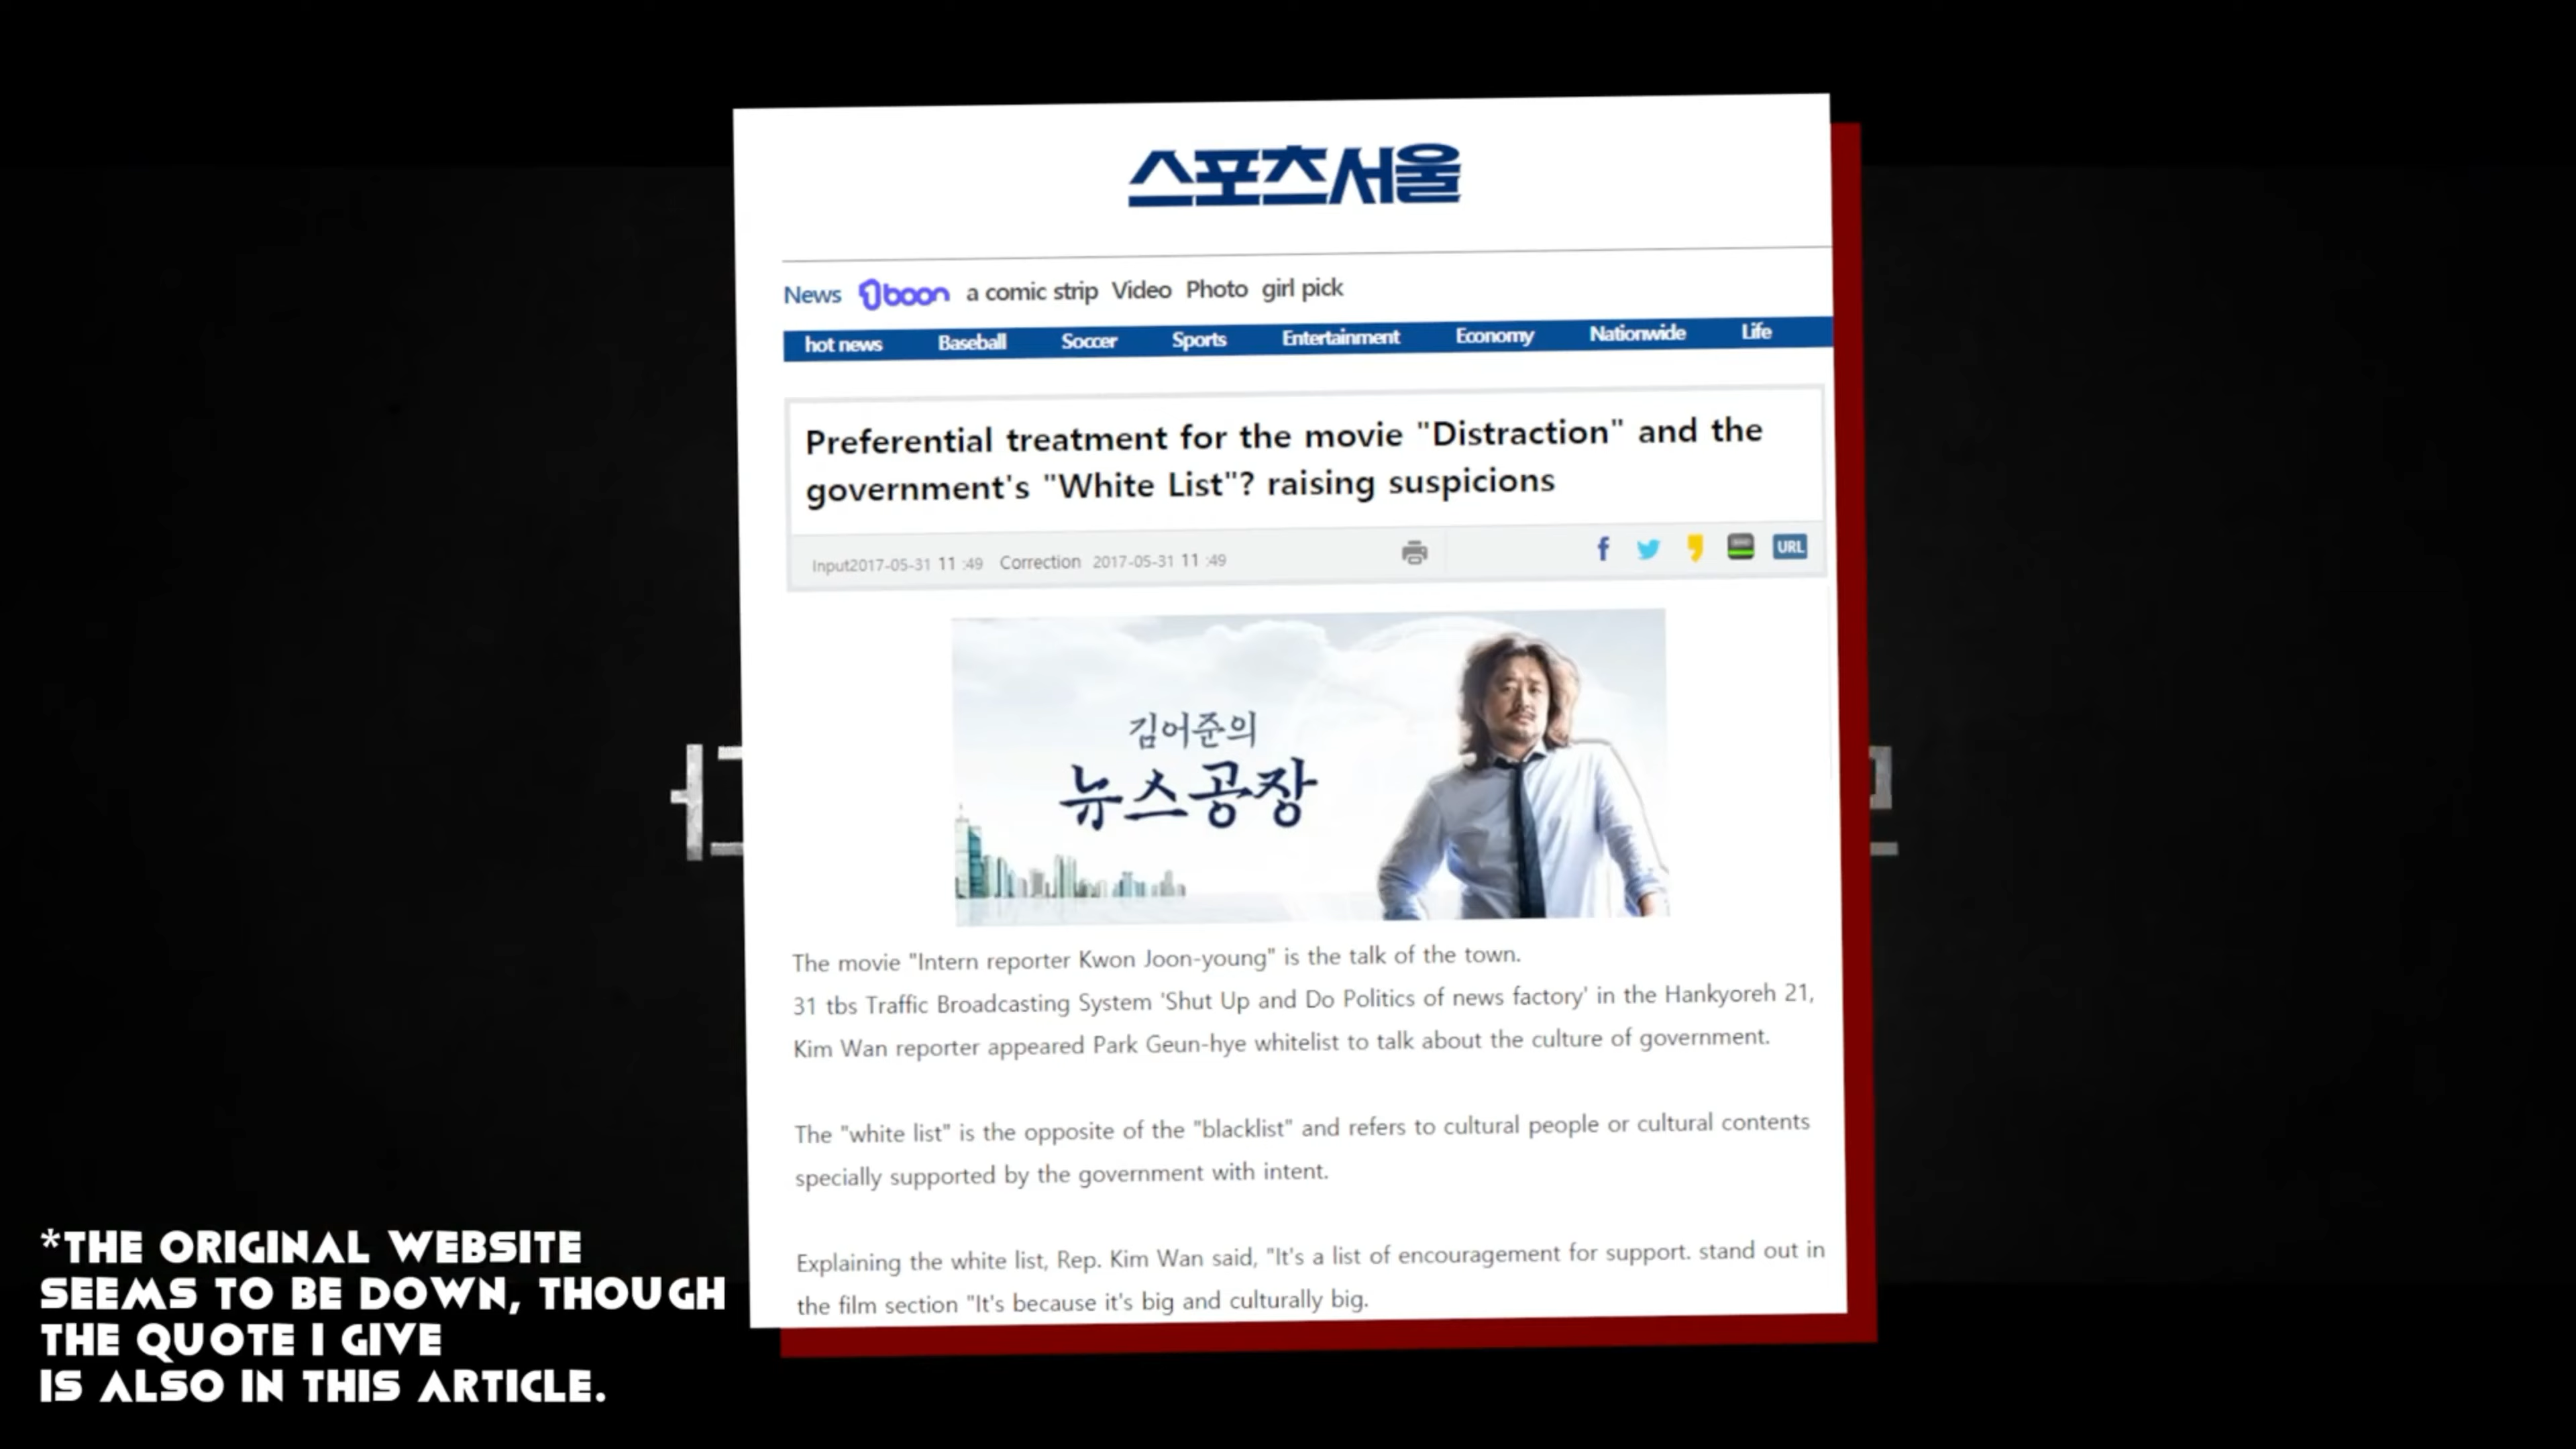 스포츠서울
News 1boon a comic strip Video Photo girl pick
hot news Baseball Soccer Sports Entertainment Economy Nationwide Life
Preferential treatment for the movie "Distraction" and the
government's "White List"? raising suspicions
Input2017-05-31 11 :49 Correction 2017-05-31 11 :49
URL
김어준의
뉴스공장
The movie "Intern reporter Kwon Joon-young" is the talk of the town.
31 tbs Traffic Broadcasting System 'Shut Up and Do Politics of news factory' in the Hankyoreh 21,
Kim Wan reporter appeared Park Geun-hye whitelist to talk about the culture of government.
The "white list" is the opposite of the "blacklist" and refers to cultural people or cultural contents
specially supported by the government with intent.
Explaining the white list, Rep. Kim Wan said, "It's a list of encouragement for support. stand out in
the film section "It's because it's big and culturally big.
*THE ORIGINAL WEBSITE
SEEMS TO BE DOWN, THOUGH
THE QUOTE I GIVE
IS ALSO IN THIS ARTICLE.